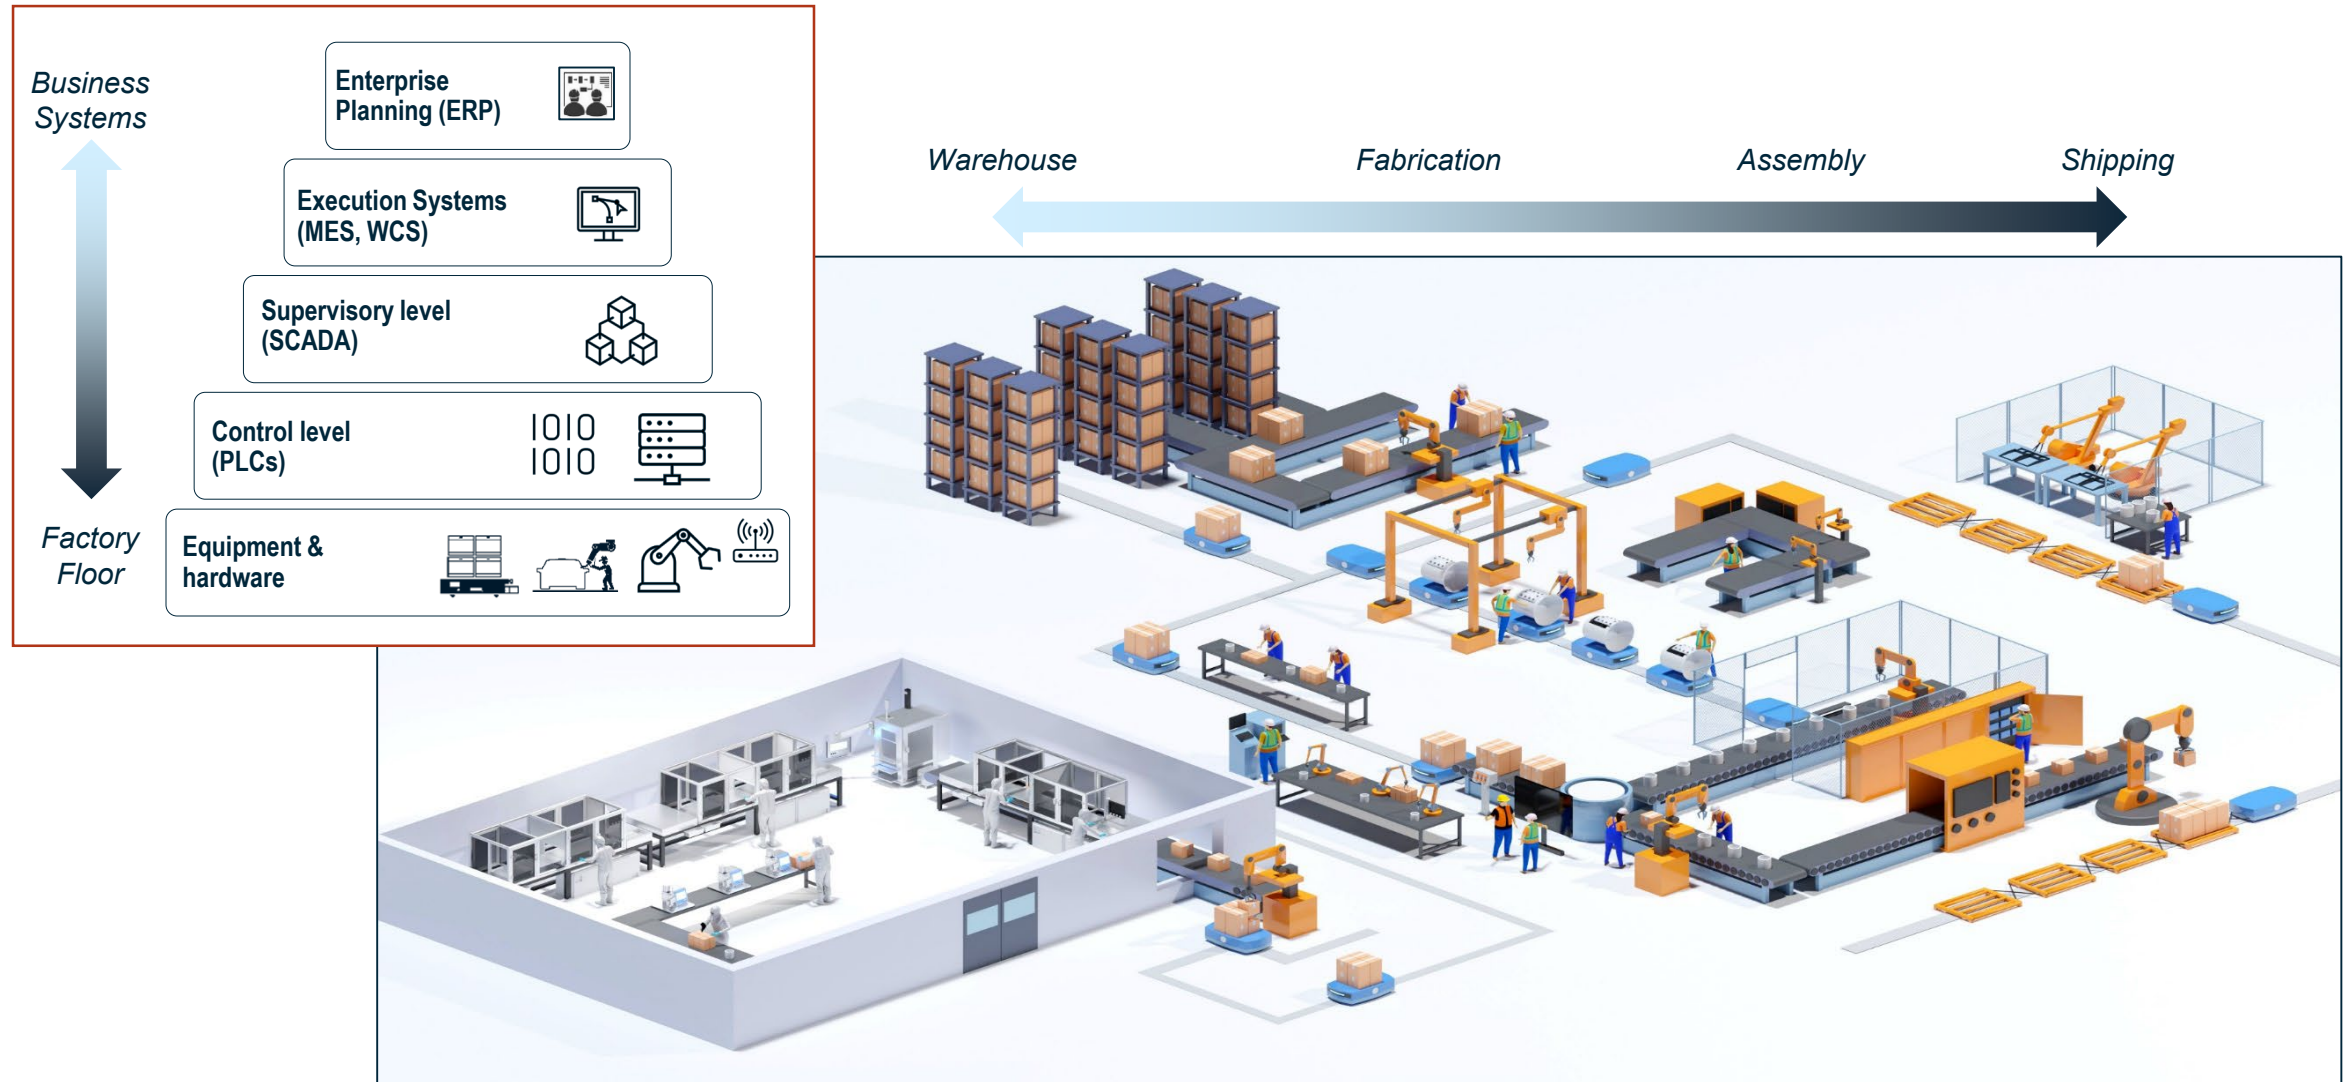 Business
Systems
Enterprise
Planning (ERP)
Execution Systems
(MES, WCS)
Supervisory level
(SCADA)
Control level
(PLCs)
1010
1010
Equipment &
hardware
Factory
Floor
Warehouse
Fabrication
Assembly
Shipping